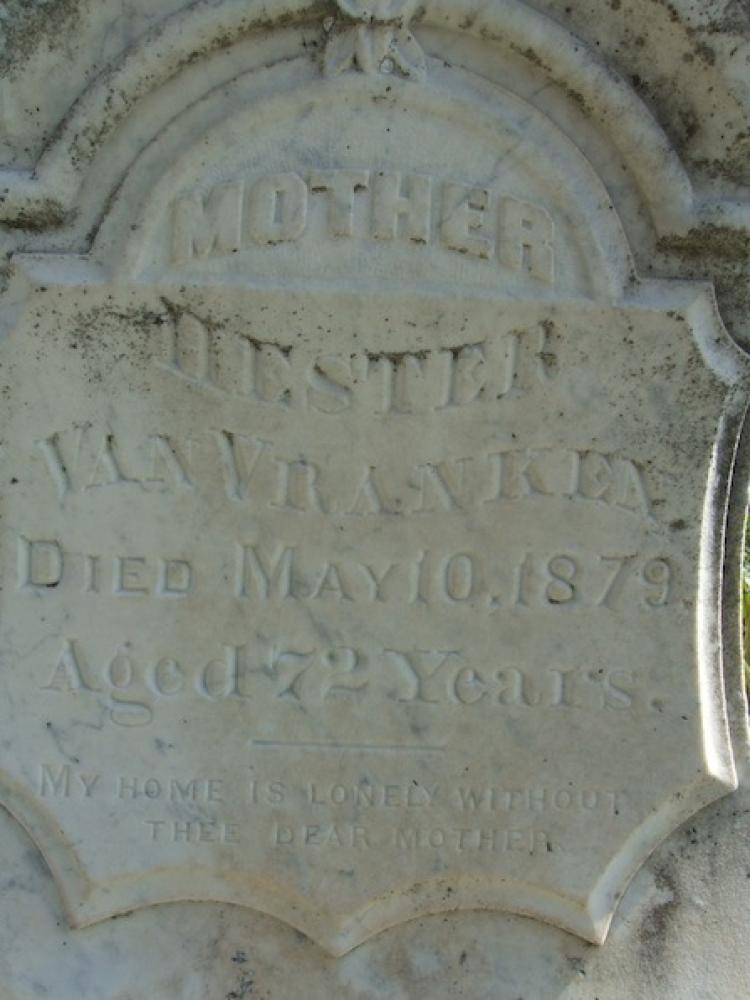 MOTHER
HESTER
VAN VRANKEN
DIED MAY 10, 1879.
Aged 72 Years.
MY HOME IS LONELY WITHOUT
THEE DEAR MOTHER